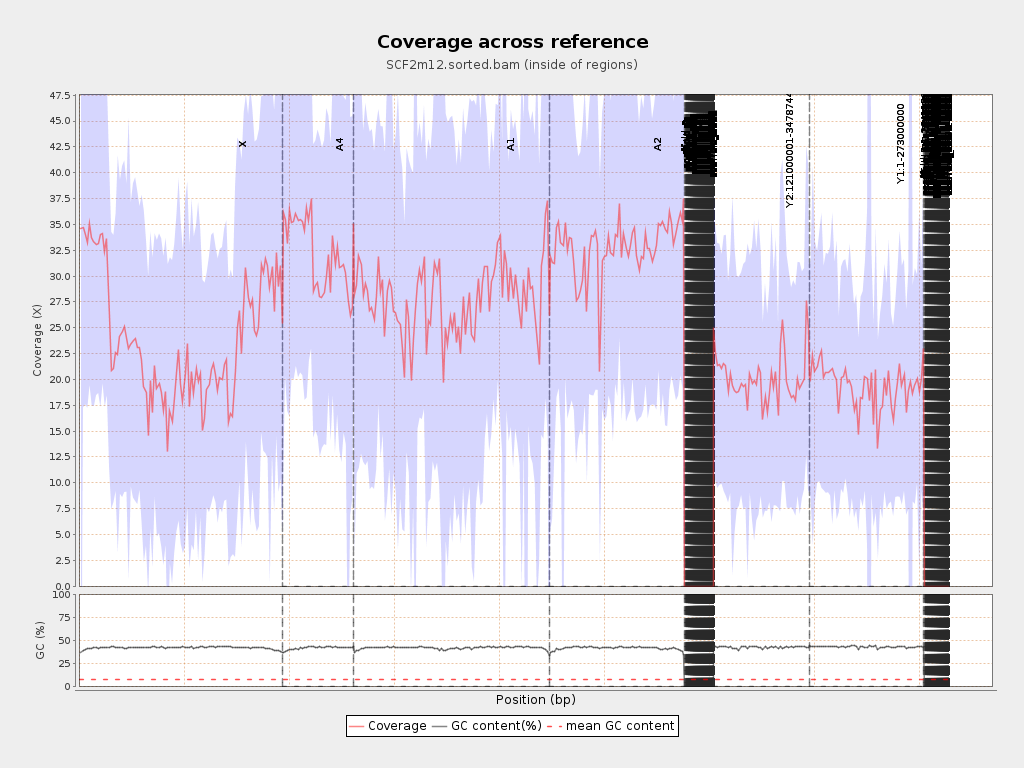 Coverage across reference
SCF2m12.sorted.bam (inside of regions)
47.5
45.0
42.5
40.0
37.5
35.0
32.5
30.0
27.5
25.0
22.5
20.0
17.5
15.0
12.5
10.0
7.5
5.0
2.5
0.0
Coverage (X)
X
A4
A1
A2
Y2:121000001-3478744
Y1:1-273000000
100
75
50
25
0
GC (%)
Position (bp)
Coverage GC content(%) mean GC content